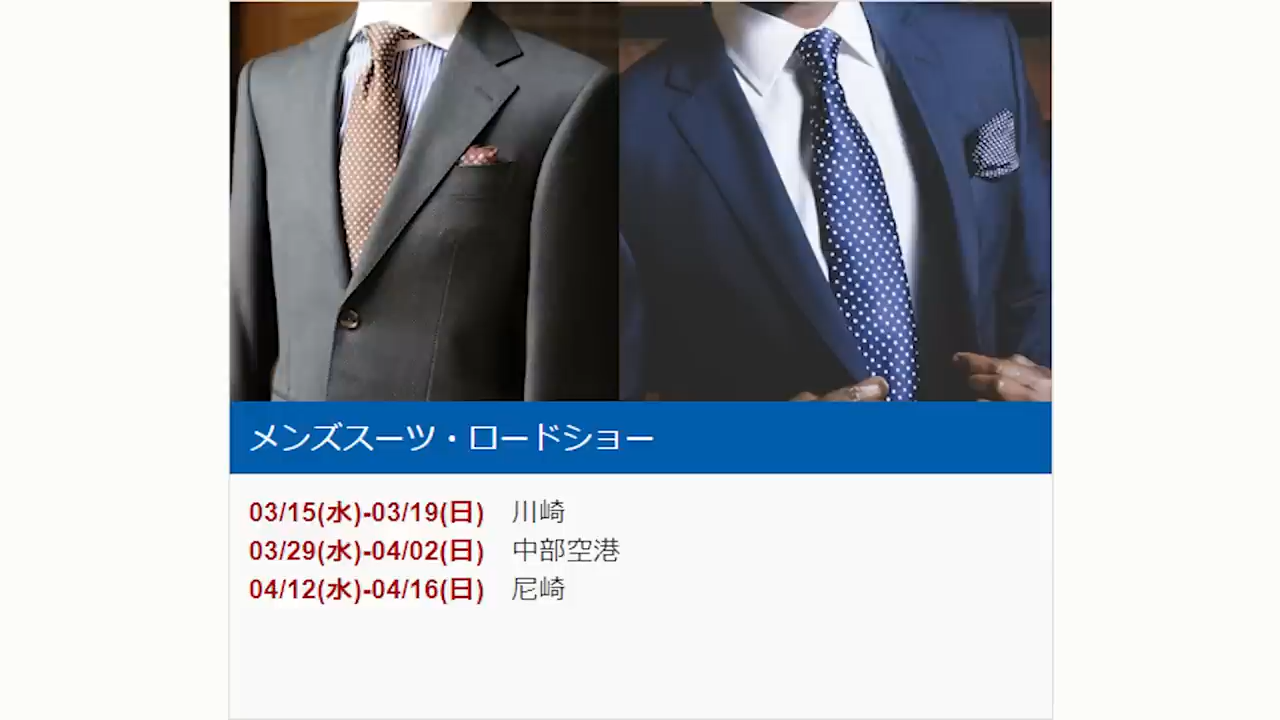 メンズスーツ・ロードショー
03/15(水)-03/19(日) 川崎
03/29(水)-04/02(日) 中部空港
04/12(水)-04/16(日) 尼崎